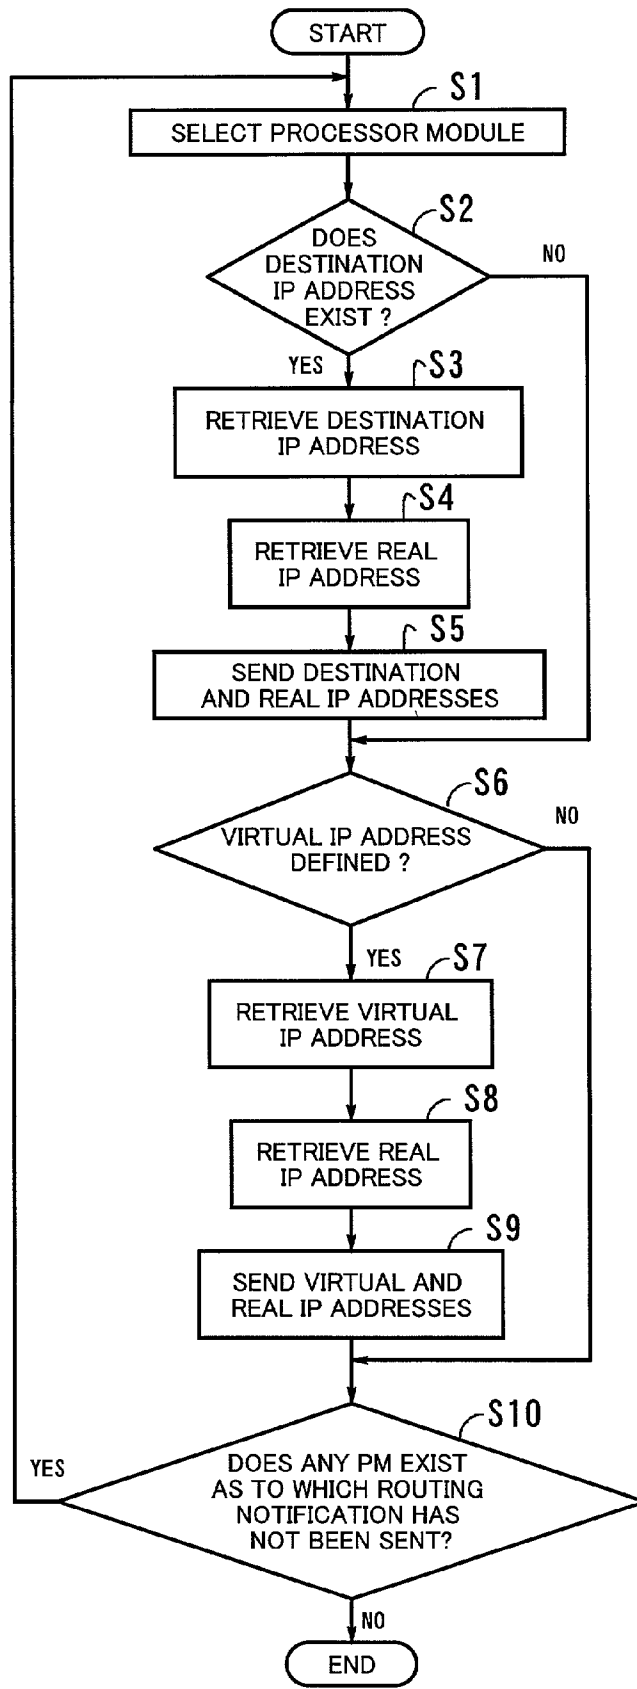 START
S1
SELECT PROCESSOR MODULE
S2
DOES
DESTINATION
IP ADDRESS
EXIST ?
NO
YES
S3
RETRIEVE DESTINATION
IP ADDRESS
S4
RETRIEVE REAL
IP ADDRESS
S5
SEND DESTINATION
AND REAL IP ADDRESSES
S6
VIRTUAL IP ADDRESS
DEFINED ?
NO
YES
S7
RETRIEVE VIRTUAL
IP ADDRESS
S8
RETRIEVE REAL
IP ADDRESS
S9
SEND VIRTUAL AND
REAL IP ADDRESSES
S10
YES
DOES ANY PM EXIST
AS TO WHICH ROUTING
NOTIFICATION HAS
NOT BEEN SENT?
NO
END